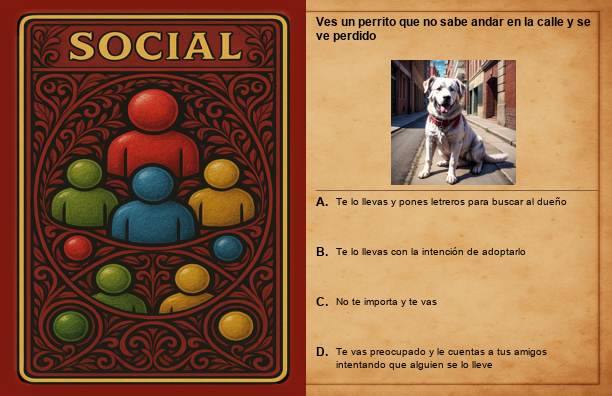 SOCIAL
Ves un perrito que no sabe andar en la calle y se
ve perdido
A. Te lo llevas y pones letreros para buscar al dueño
B. Te lo llevas con la intención de adoptarlo
C. No te importa y te vas
D. Te vas preocupado y le cuentas a tus amigos
intentando que alguien se lo lleve